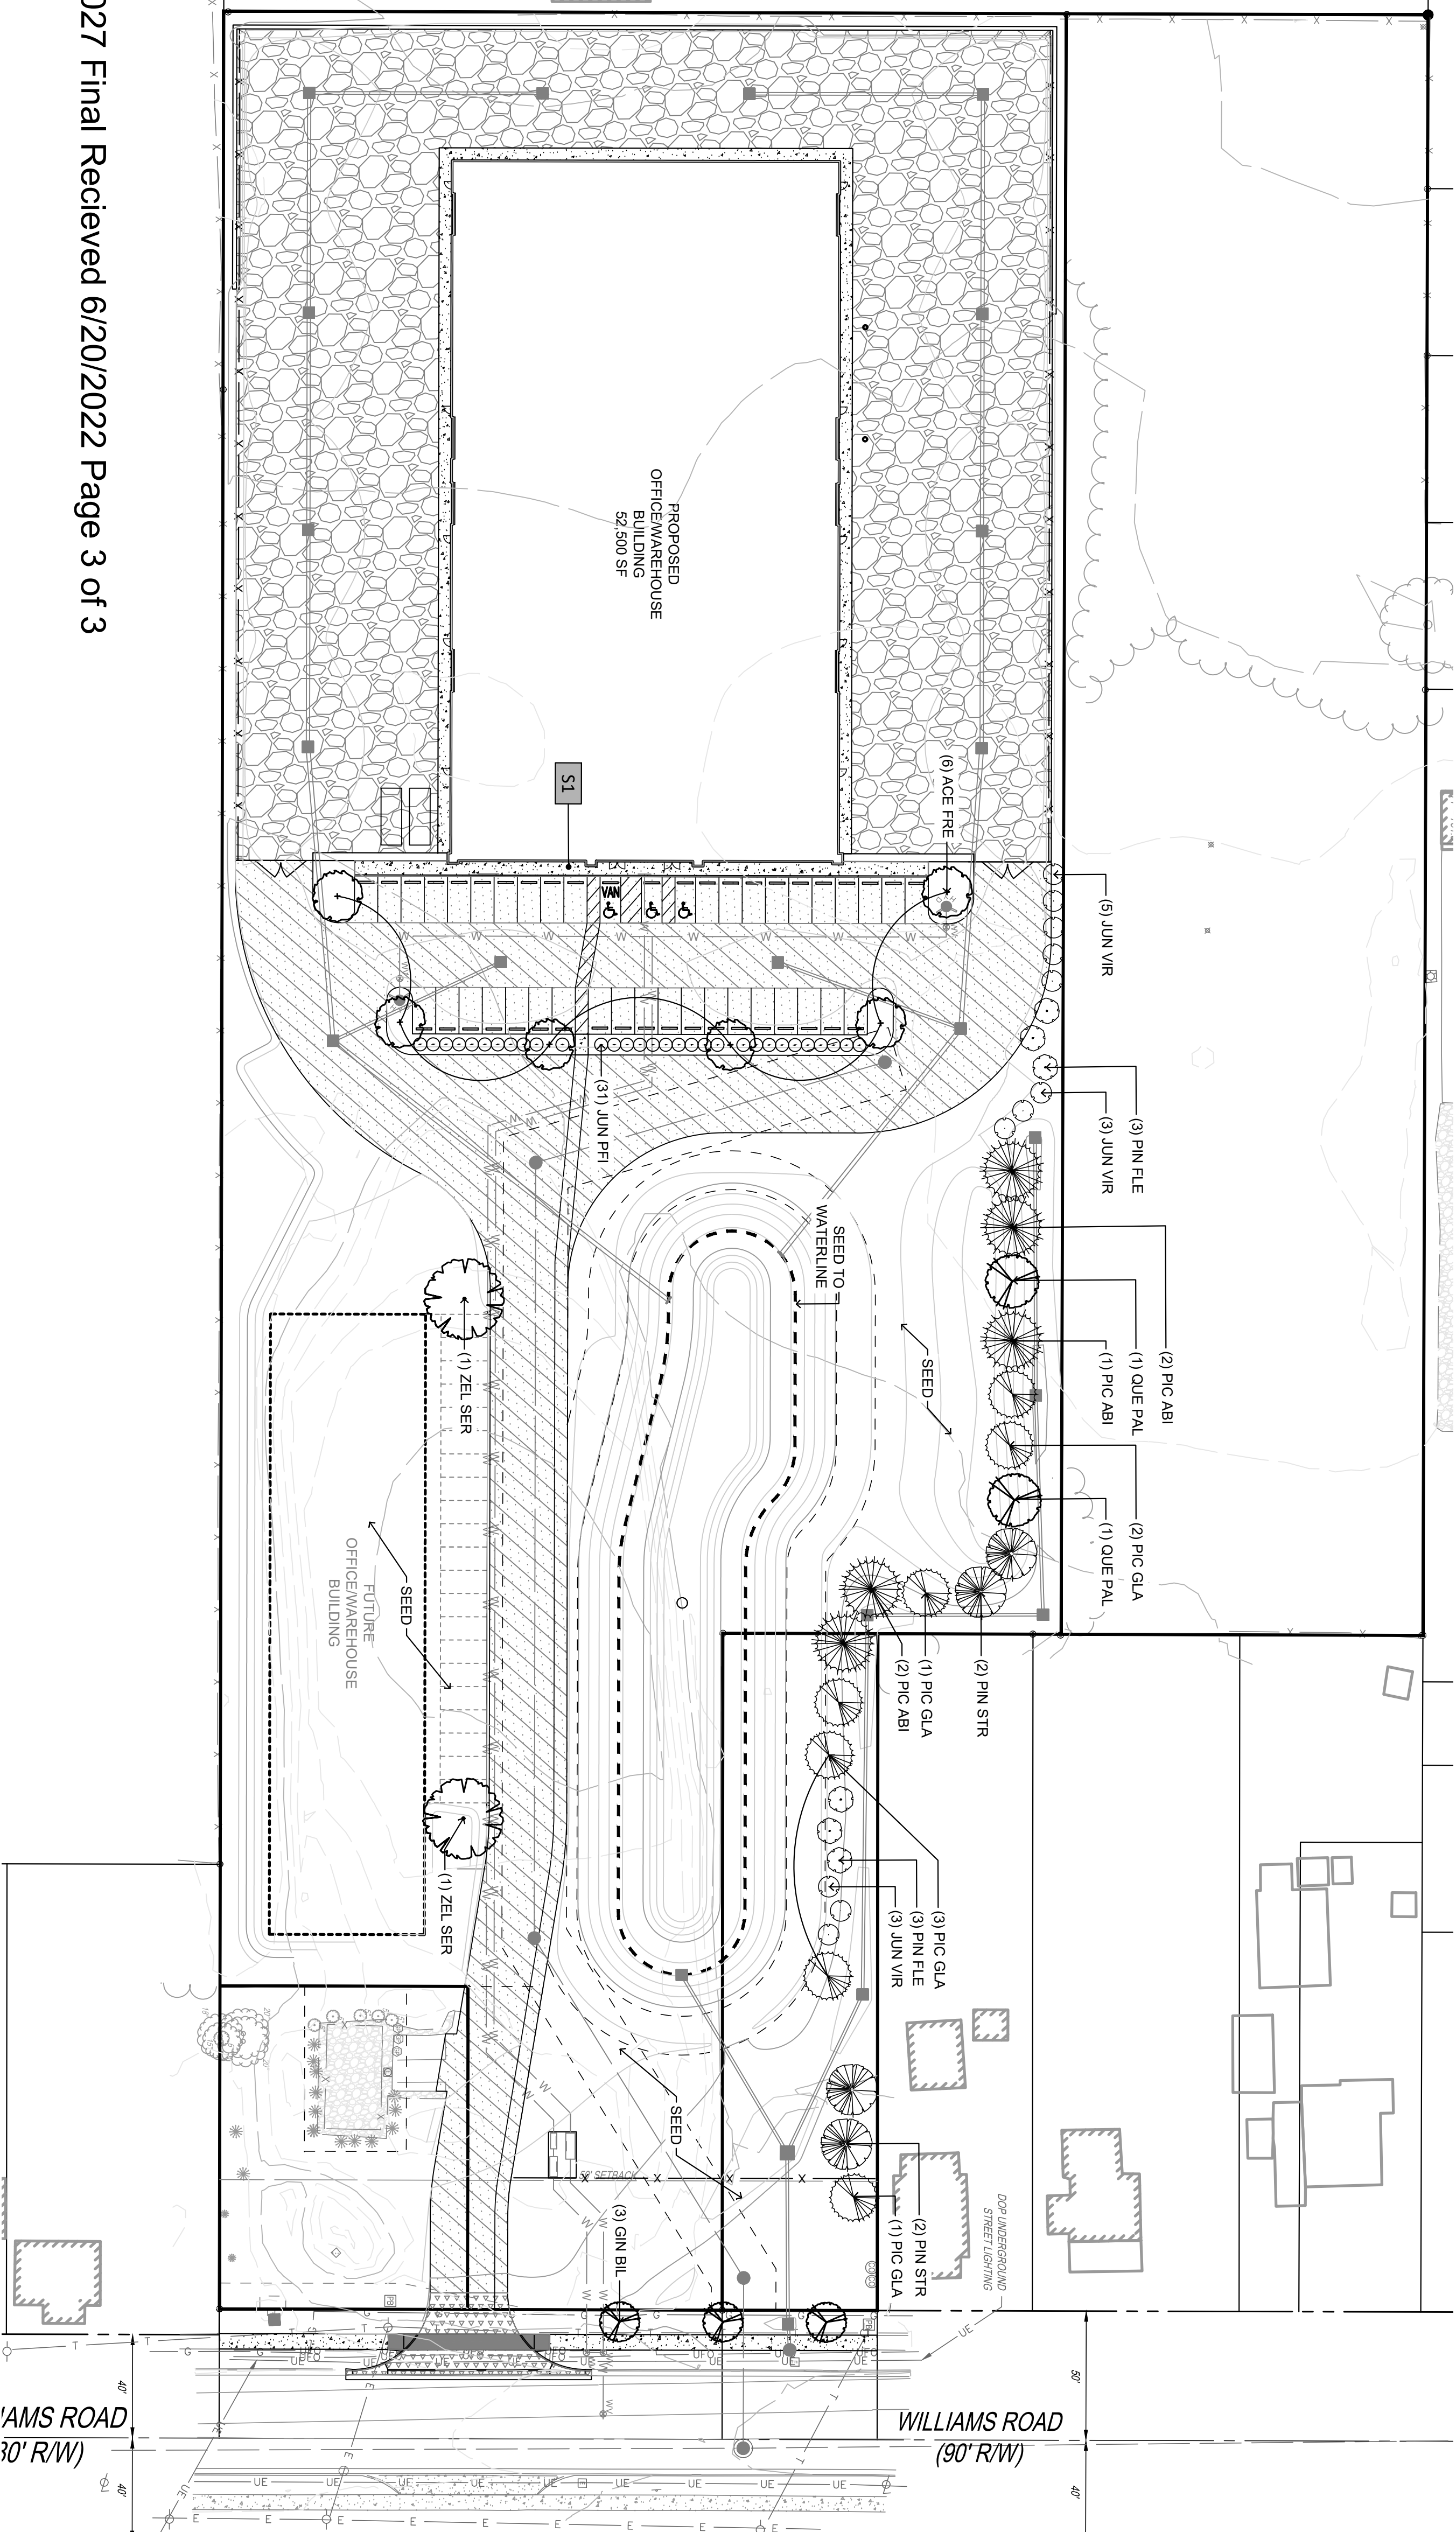 027 Final Recieved 6/20/2022 Page 3 of 3
PROPOSED
OFFICE/WAREHOUSE
BUILDING
52,500 SF
S1
(6) ACE FRE
(5) JUN VIR
VAN
(31) JUN PFI
(3) PIN FLE
(3) JUN VIR
SEED TO
WATERLINE
SEED
(2) PIC ABI
(1) QUE PAL
(1) PIC ABI
(2) PIC GLA
(1) QUE PAL
(1) ZEL SER
SEED
FUTURE
OFFICE/WAREHOUSE
BUILDING
(2) PIN STR
(1) PIC GLA
(2) PIC ABI
(1) ZEL SER
(3) PIC GLA
(3) PIN FLE
(3) JUN VIR
SEED
50' SETBACK
(3) GIN BIL
(2) PIN STR
(1) PIC GLA
DOP UNDERGROUND
STREET LIGHTING
WILLIAMS ROAD
(90' R/W)
IAMS ROAD
80' R/W)
40'
40'
50'
40'